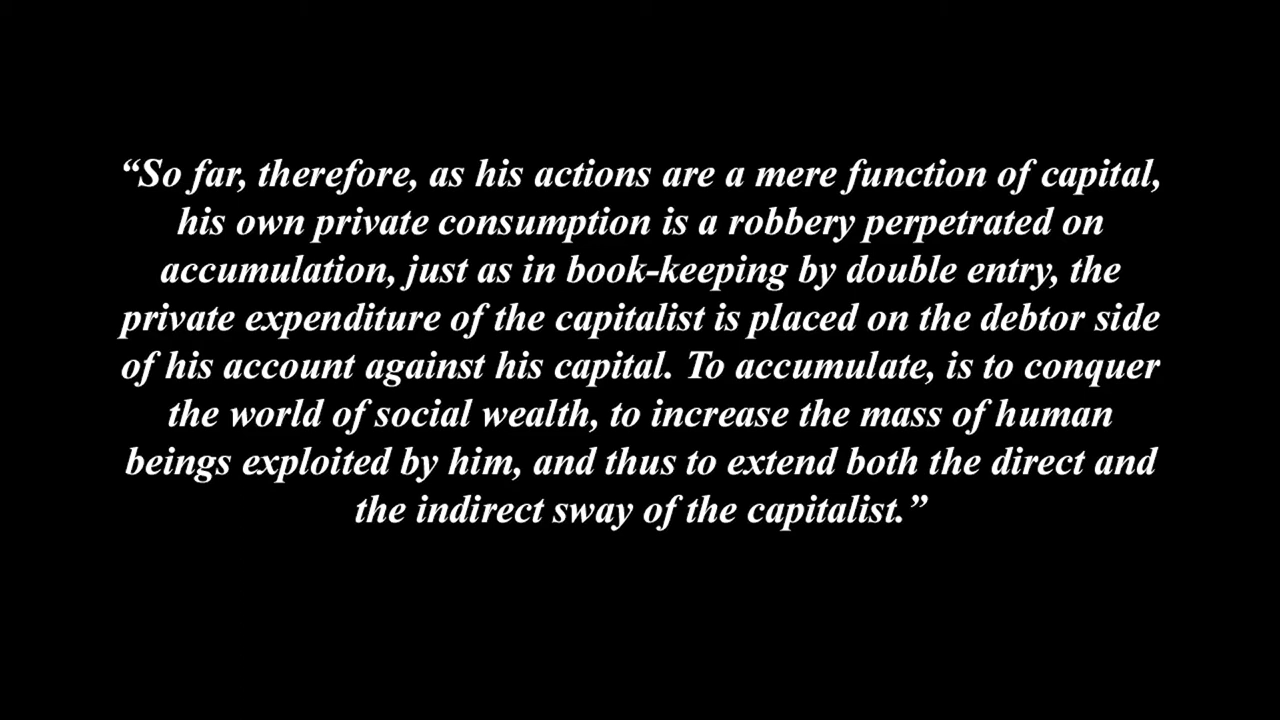 “So far, therefore, as his actions are a mere function of capital,
his own private consumption is a robbery perpetrated on
accumulation, just as in book-keeping by double entry, the
private expenditure of the capitalist is placed on the debtor side
of his account against his capital. To accumulate, is to conquer
the world of social wealth, to increase the mass of human
beings exploited by him, and thus to extend both the direct and
the indirect sway of the capitalist.”